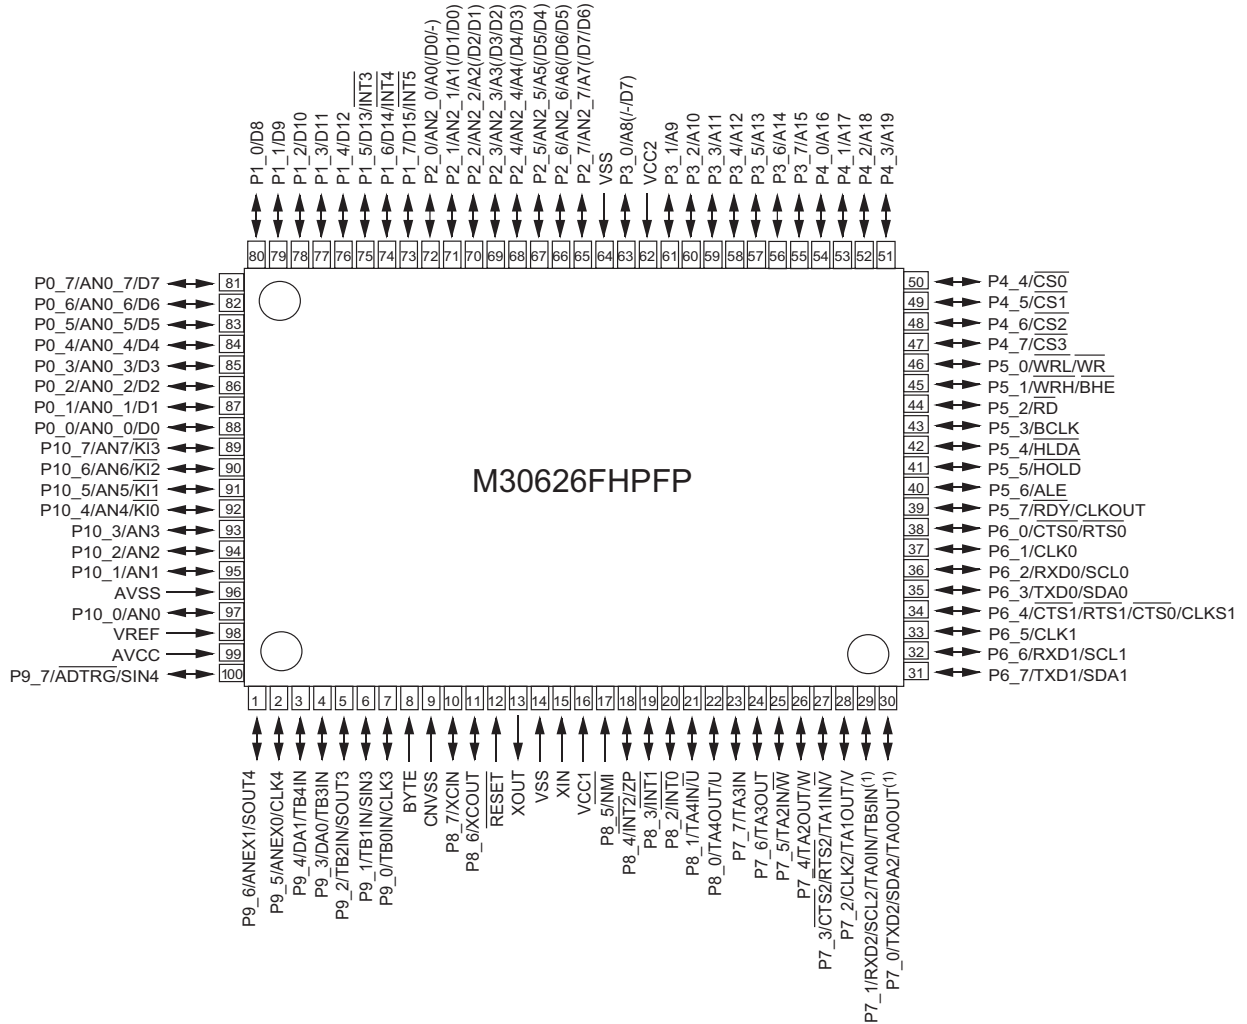 P1_0/D8
P1_1/D9
P1_2/D10
P1_3/D11
P1_4/D12
P1_5/D13/INT3
P1_6/D14/INT4
P1_7/D15/INT5
P2_0/AN2_0/A0(/D0/-)
P2_1/AN2_1/A1(/D1/D0)
P2_2/AN2_2/A2(/D2/D1)
P2_3/AN2_3/A3(/D3/D2)
P2_4/AN2_4/A4(/D4/D3)
P2_5/AN2_5/A5(/D5/D4)
P2_6/AN2_6/A6(/D6/D5)
P2_7/AN2_7/A7(/D7/D6)
VSS
P3_0/A8(/-/D7)
VCC2
P3_1/A9
P3_2/A10
P3_3/A11
P3_4/A12
P3_5/A13
P3_6/A14
P3_7/A15
P4_0/A16
P4_1/A17
P4_2/A18
P4_3/A19
80 79 78 77 76 75 74 73 72 71 70 69 68 67 66 65 64 63 62 61 60 59 58 57 56 55 54 53 52 51
P0_7/AN0_7/D7 81
P0_6/AN0_6/D6 82
P0_5/AN0_5/D5 83
P0_4/AN0_4/D4 84
P0_3/AN0_3/D3 85
P0_2/AN0_2/D2 86
P0_1/AN0_1/D1 87
P0_0/AN0_0/D0 88
P10_7/AN7/KI3 89
P10_6/AN6/KI2 90
P10_5/AN5/KI1 91
P10_4/AN4/KI0 92
P10_3/AN3 93
P10_2/AN2 94
P10_1/AN1 95
AVSS 96
P10_0/AN0 97
VREF 98
AVCC 99
P9_7/ADTRG/SIN4 100
M30626FHPFP
50 P4_4/CS0
49 P4_5/CS1
48 P4_6/CS2
47 P4_7/CS3
46 P5_0/WRL/WR
45 P5_1/WRH/BHE
44 P5_2/RD
43 P5_3/BCLK
42 P5_4/HLDA
41 P5_5/HOLD
40 P5_6/ALE
39 P5_7/RDY/CLKOUT
38 P6_0/CTS0/RTS0
37 P6_1/CLK0
36 P6_2/RXD0/SCL0
35 P6_3/TXD0/SDA0
34 P6_4/CTS1/RTS1/CTS0/CLKS1
33 P6_5/CLK1
32 P6_6/RXD1/SCL1
31 P6_7/TXD1/SDA1
1 2 3 4 5 6 7 8 9 10 11 12 13 14 15 16 17 18 19 20 21 22 23 24 25 26 27 28 29 30
P9_6/ANEX1/SOUT4
P9_5/ANEX0/CLK4
P9_4/DA1/TB4IN
P9_3/DA0/TB3IN
P9_2/TB2IN/SOUT3
P9_1/TB1IN/SIN3
P9_0/TB0IN/CLK3
BYTE
CNVSS
P8_7/XCIN
P8_6/XCOUT
RESET
XOUT
VSS
XIN
VCC1
P8_5/NMI
P8_4/INT2/ZP
P8_3/INT1
P8_2/INT0
P8_1/TA4IN/U
P8_0/TA4OUT/U
P7_7/TA3IN
P7_6/TA3OUT
P7_5/TA2IN/W
P7_4/TA2OUT/W
P7_3/CTS2/RTS2/TA1IN/V
P7_2/CLK2/TA1OUT/V
P7_1/RXD2/SCL2/TA0IN/TB5IN(1)
P7_0/TXD2/SDA2/TA0OUT(1)